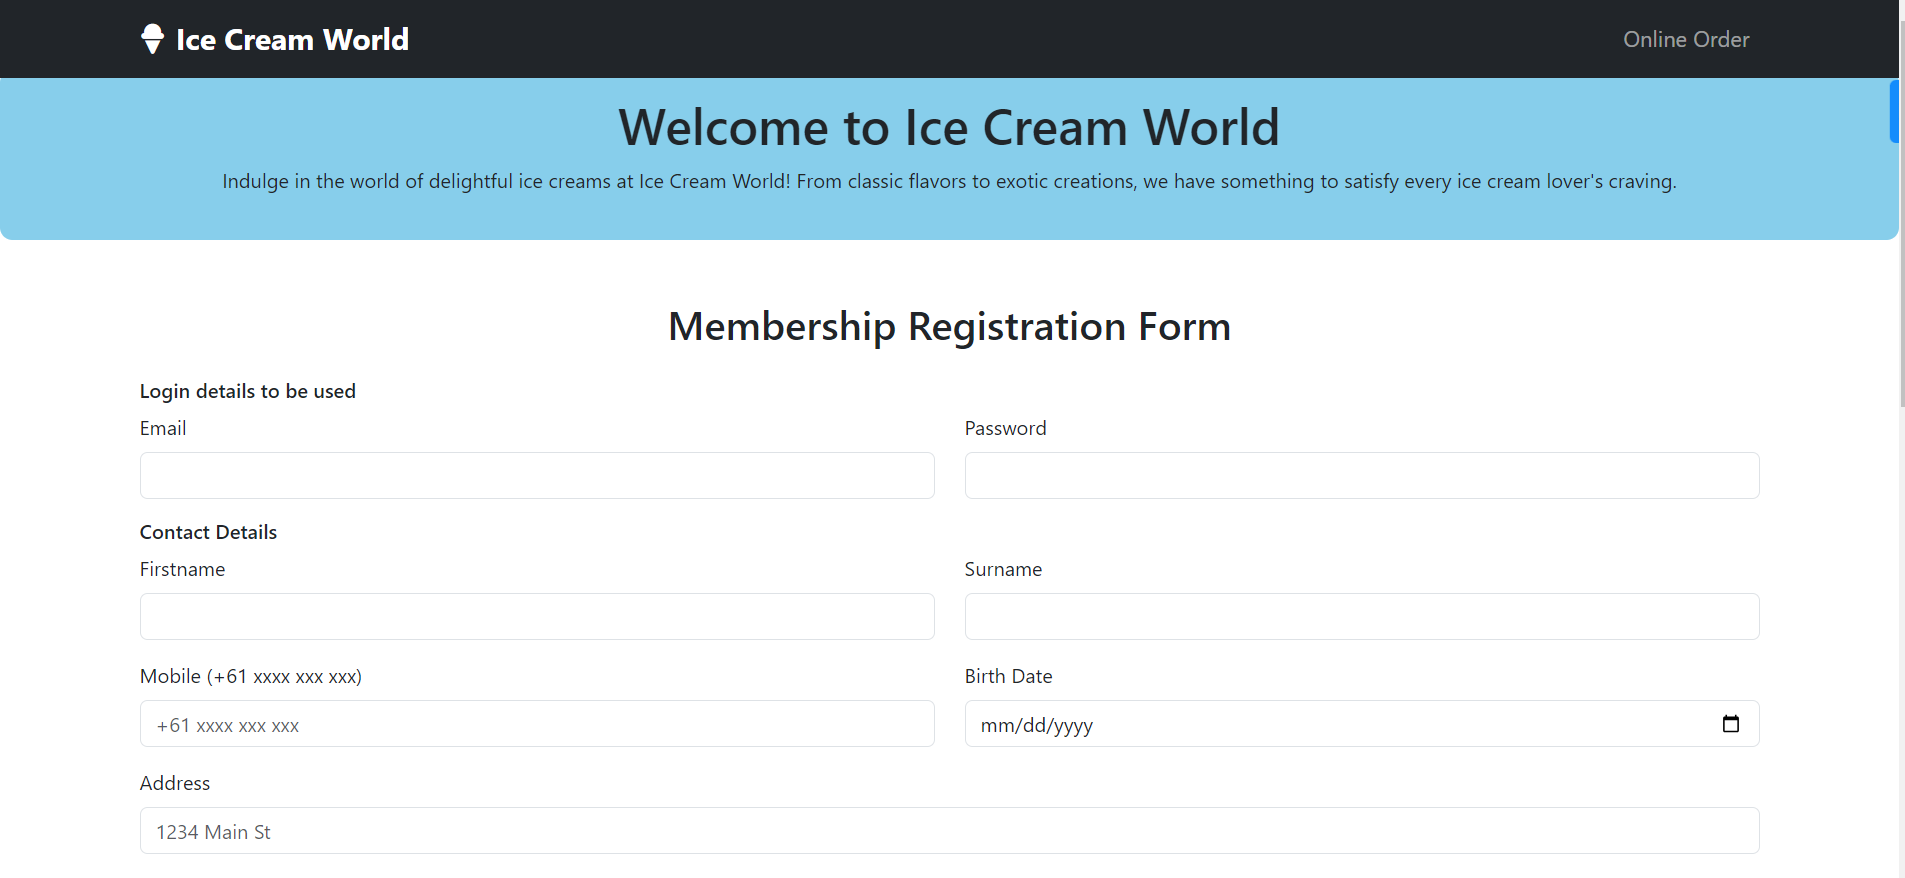 Ice Cream World
Online Order
Welcome to Ice Cream World
Indulge in the world of delightful ice creams at Ice Cream World! From classic flavors to exotic creations, we have something to satisfy every ice cream lover's craving.
Membership Registration Form
Login details to be used
Email
Password
Contact Details
Firstname
Surname
Mobile (+61 xxxx xxx xxx)
Birth Date
+61 xxxx xxx xxx
mm/dd/yyyy
Address
1234 Main St